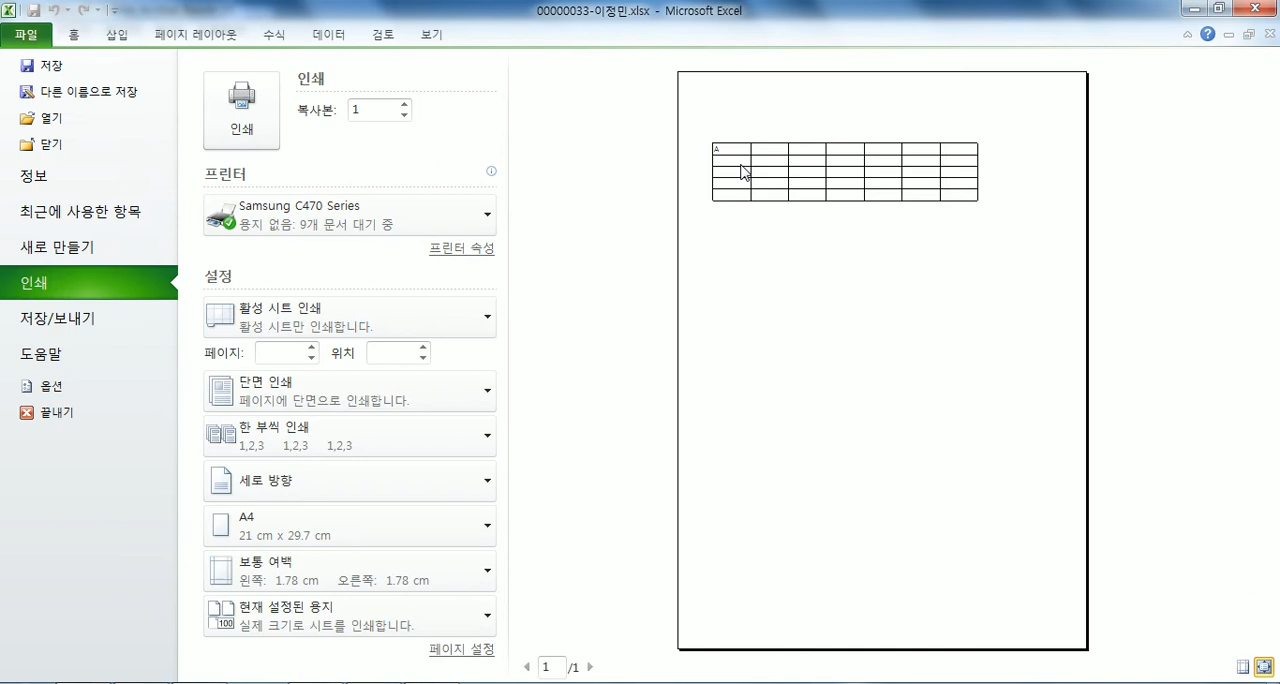 00000033-이정민.xlsx - Microsoft Excel
파일 홈 삽입 페이지 레이아웃 수식 데이터 검토 보기
저장
다른 이름으로 저장
열기
닫기
정보
최근에 사용한 항목
새로 만들기
인쇄
저장/보내기
도움말
옵션
끝내기
인쇄
인쇄
복사본: 1
프린터
Samsung C470 Series
용지 없음: 9개 문서 대기 중
프린터 속성
설정
활성 시트 인쇄
활성 시트만 인쇄합니다.
페이지: 위치
단면 인쇄
페이지에 단면으로 인쇄합니다.
한 부씩 인쇄
1,2,3 1,2,3 1,2,3
세로 방향
A4
21 cm x 29.7 cm
보통 여백
왼쪽: 1.78 cm 오른쪽: 1.78 cm
현재 설정된 용지
100
실제 크기로 시트를 인쇄합니다.
페이지 설정
A
1 /1